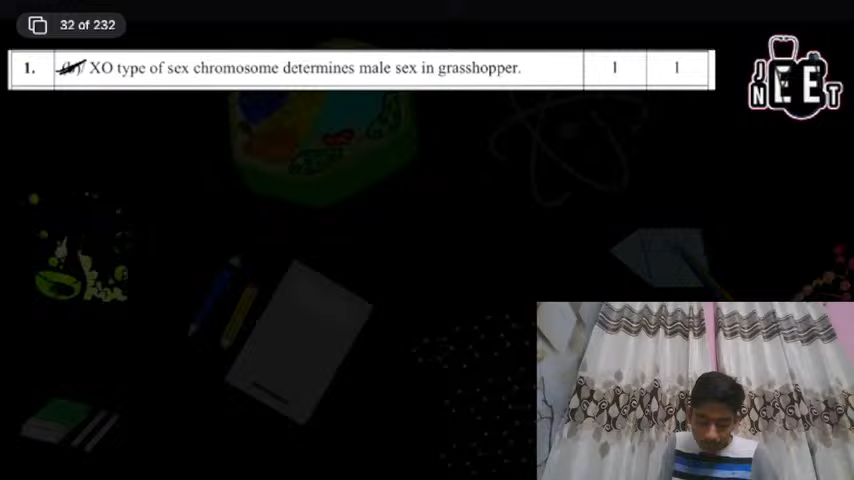 32 of 232
1. XO type of sex chromosome determines male sex in grasshopper. 1 1
J
NEET